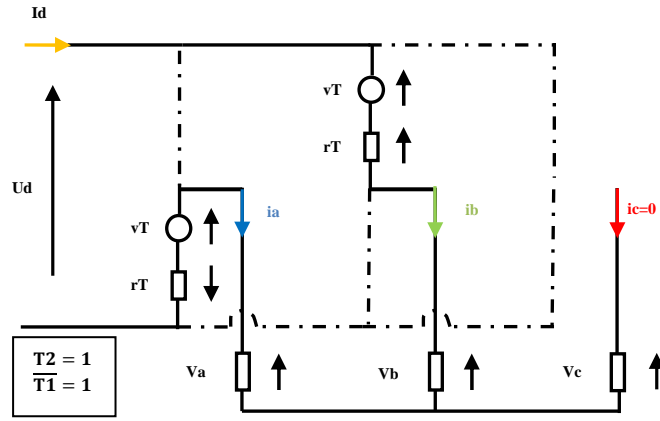 Id
vT
rT
Ud
ia
ib
ic=0
vT
rT
T2 = 1
T1 = 1
Va
Vb
Vc